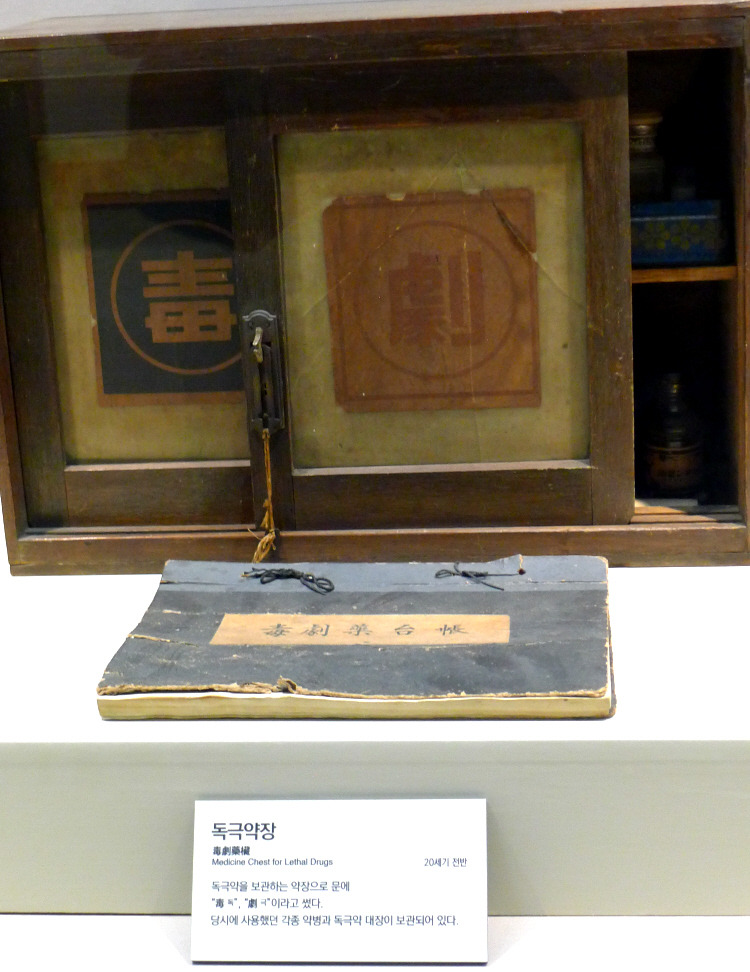 毒
劇
毒劇藥台帳
독극약장
毒劇藥欌
Medicine Chest for Lethal Drugs
20세기 전반
독극약을 보관하는 약장으로 문에
"毒 독", "劇 극"이라고 썼다.
당시에 사용했던 각종 약병과 독극약 대장이 보관되어 있다.